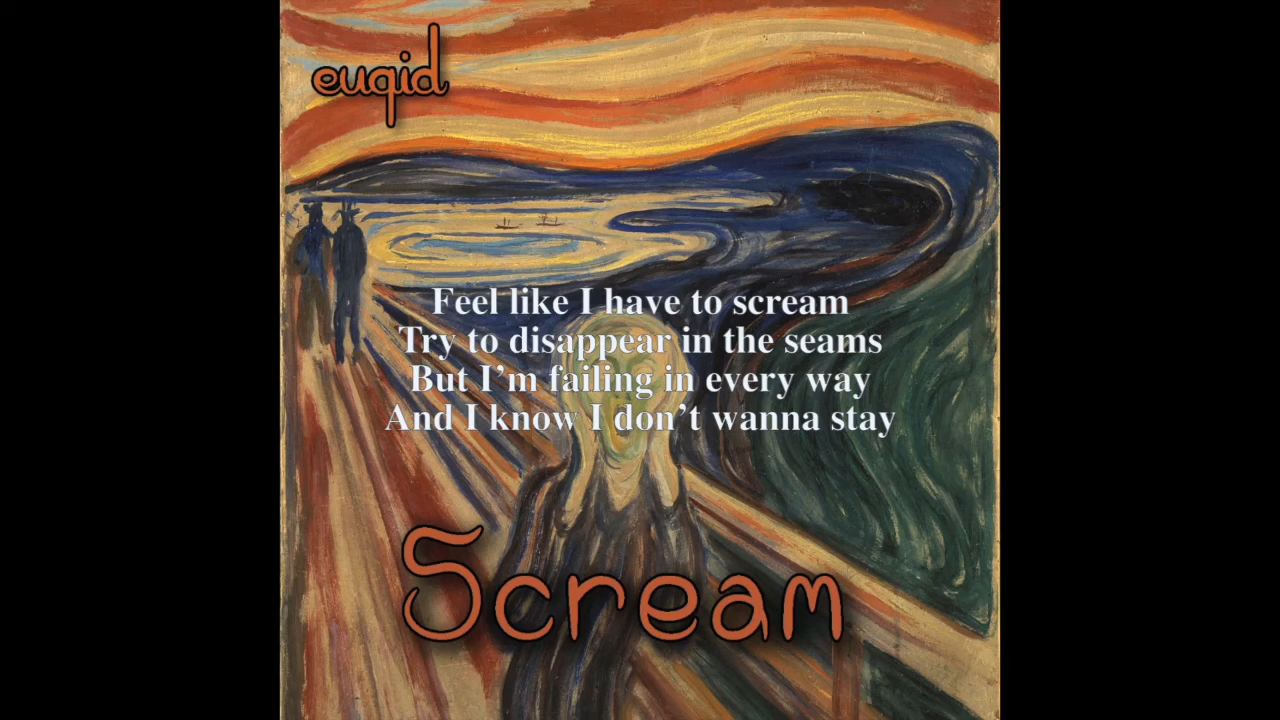 euqid
Feel like I have to scream
Try to disappear in the seams
But I’m failing in every way
And I know I don’t wanna stay
Scream